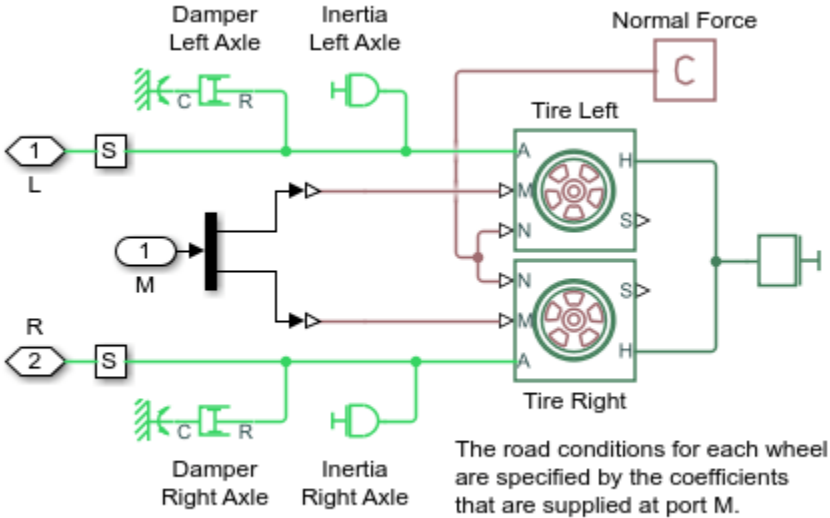 Damper
Left Axle
Inertia
Left Axle
Normal Force
C
C
R
Tire Left
1
S
L
A
H
M
S
N
1
M
N
S
M
H
A
R
2
S
C
R
Tire Right
Damper
Right Axle
Inertia
Right Axle
The road conditions for each wheel
are specified by the coefficients
that are supplied at port M.